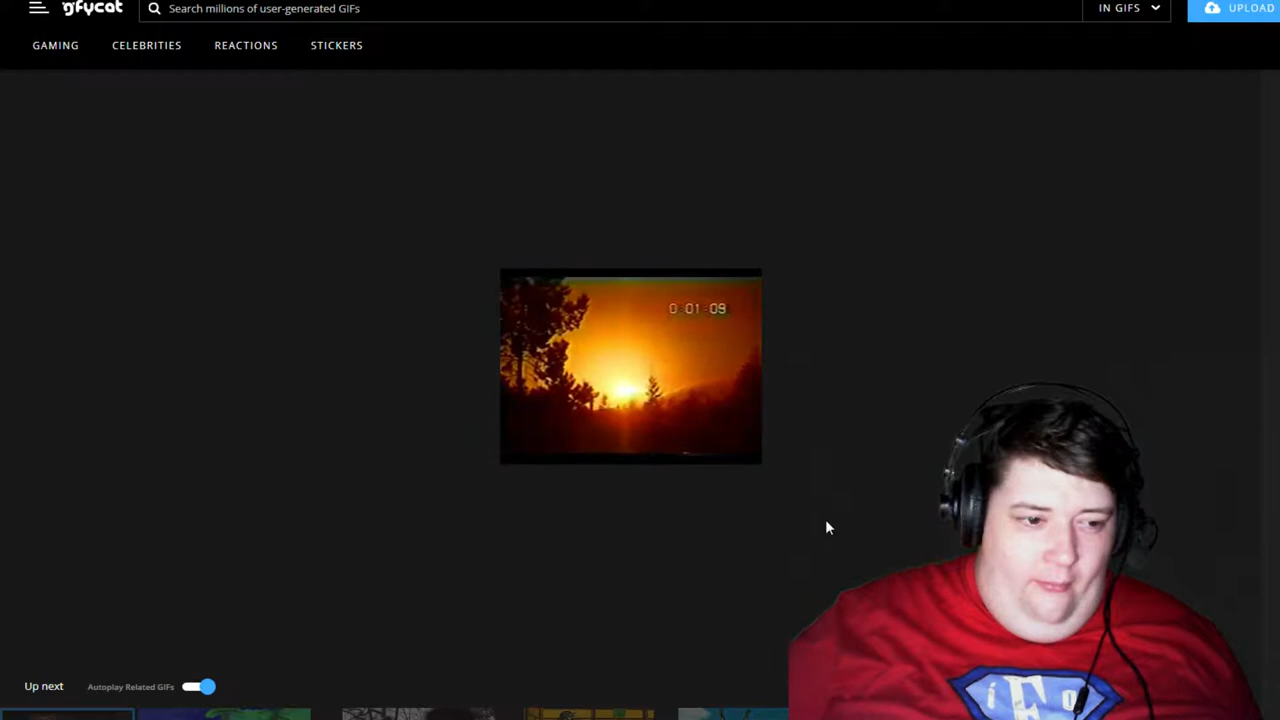 gfycat
Search millions of user-generated GIFs
IN GIFS
UPLOAD
GAMING
CELEBRITIES
REACTIONS
STICKERS
0:01:09
Up next
Autoplay Related GIFs